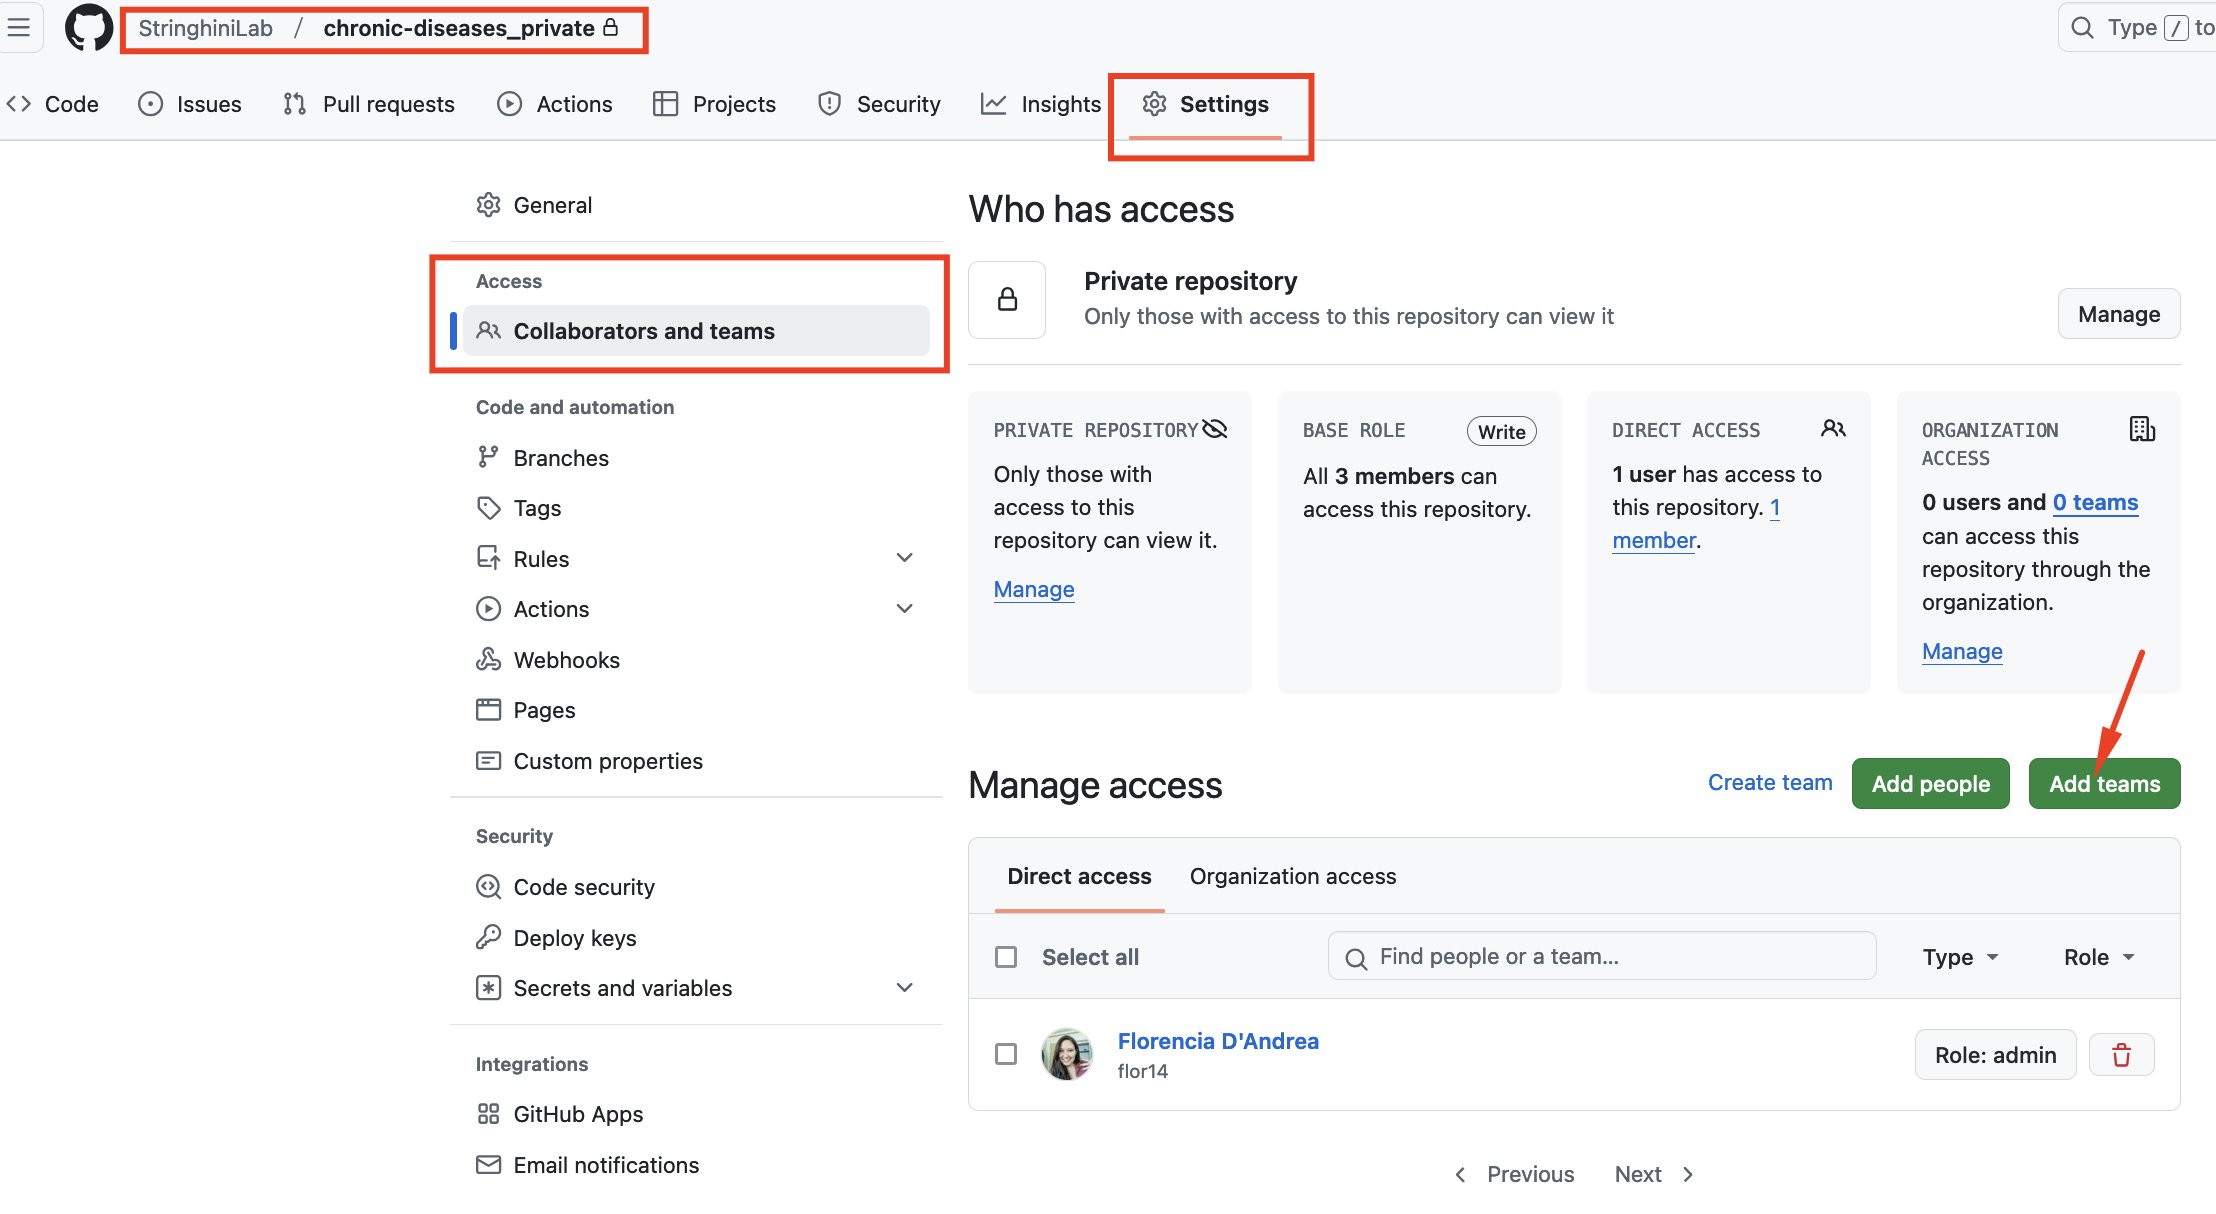 StringhiniLab / chronic-diseases_private
Type / to
Code
Issues
Pull requests
Actions
Projects
Security
Insights
Settings
General
Access
Collaborators and teams
Code and automation
Branches
Tags
Rules
Actions
Webhooks
Pages
Custom properties
Security
Code security
Deploy keys
Secrets and variables
Integrations
GitHub Apps
Email notifications
Who has access
Private repository
Only those with access to this repository can view it
Manage
PRIVATE REPOSITORY
Only those with
access to this
repository can view it.
Manage
BASE ROLE
Write
All 3 members can
access this repository.
DIRECT ACCESS
1 user has access to
this repository. 1
member.
ORGANIZATION
ACCESS
0 users and 0 teams
can access this
repository through the
organization.
Manage
Manage access
Create team
Add people
Add teams
Direct access
Organization access
Select all
Find people or a team...
Type
Role
Florencia D'Andrea
flor14
Role: admin
Previous
Next